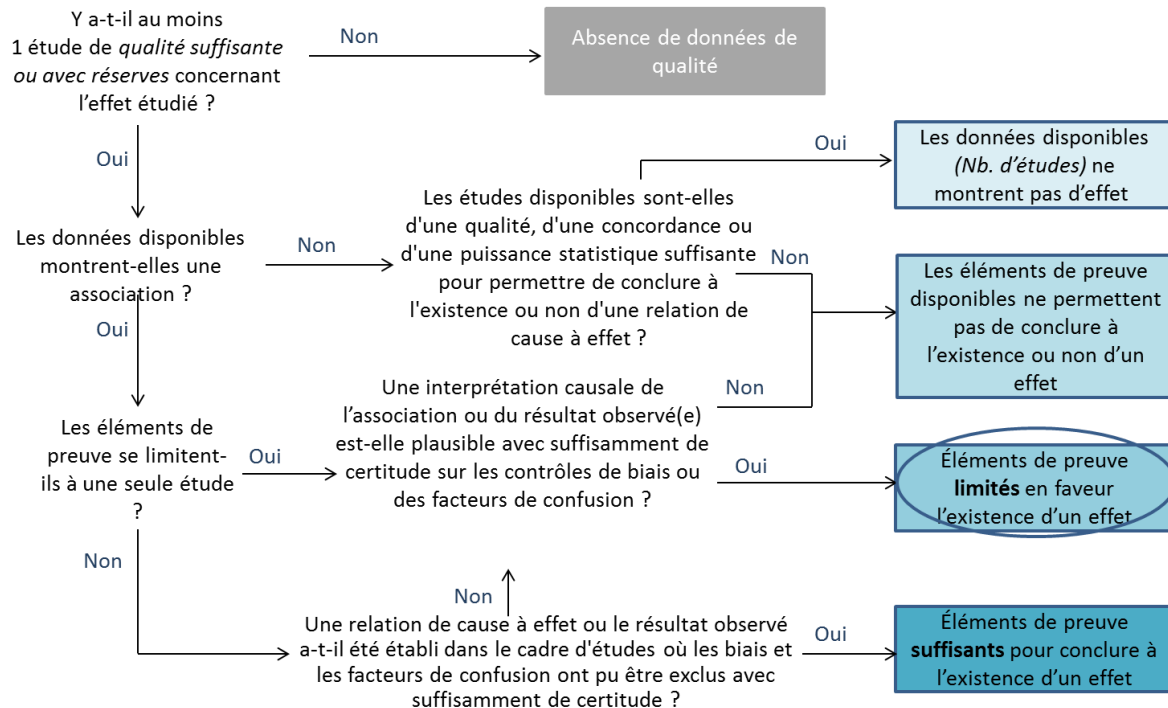 Y a-t-il au moins
1 étude de qualité suffisante
ou avec réserves concernant
l'effet étudié ?
Non
Absence de données de
qualité
Oui
Oui
Les données disponibles
(Nb. d'études) ne
montrent pas d'effet
Les données disponibles
montrent-elles une
association ?
Non
Les études disponibles sont-elles
d'une qualité, d'une concordance ou
d'une puissance statistique suffisante
pour permettre de conclure à
l'existence ou non d'une relation de
cause à effet ?
Non
Les éléments de preuve
disponibles ne permettent
pas de conclure à
l'existence ou non d'un
effet
Oui
Les éléments de
preuve se limitent-
ils à une seule étude
?
Oui
Une interprétation causale de
l'association ou du résultat observé(e)
est-elle plausible avec suffisamment de
certitude sur les contrôles de biais ou
des facteurs de confusion ?
Non
Oui
Éléments de preuve
limités en faveur
l'existence d'un effet
Non
Non
Une relation de cause à effet ou le résultat observé
a-t-il été établi dans le cadre d'études où les biais et
les facteurs de confusion ont pu être exclus avec
suffisamment de certitude ?
Oui
Éléments de preuve
suffisants pour conclure à
l'existence d'un effet